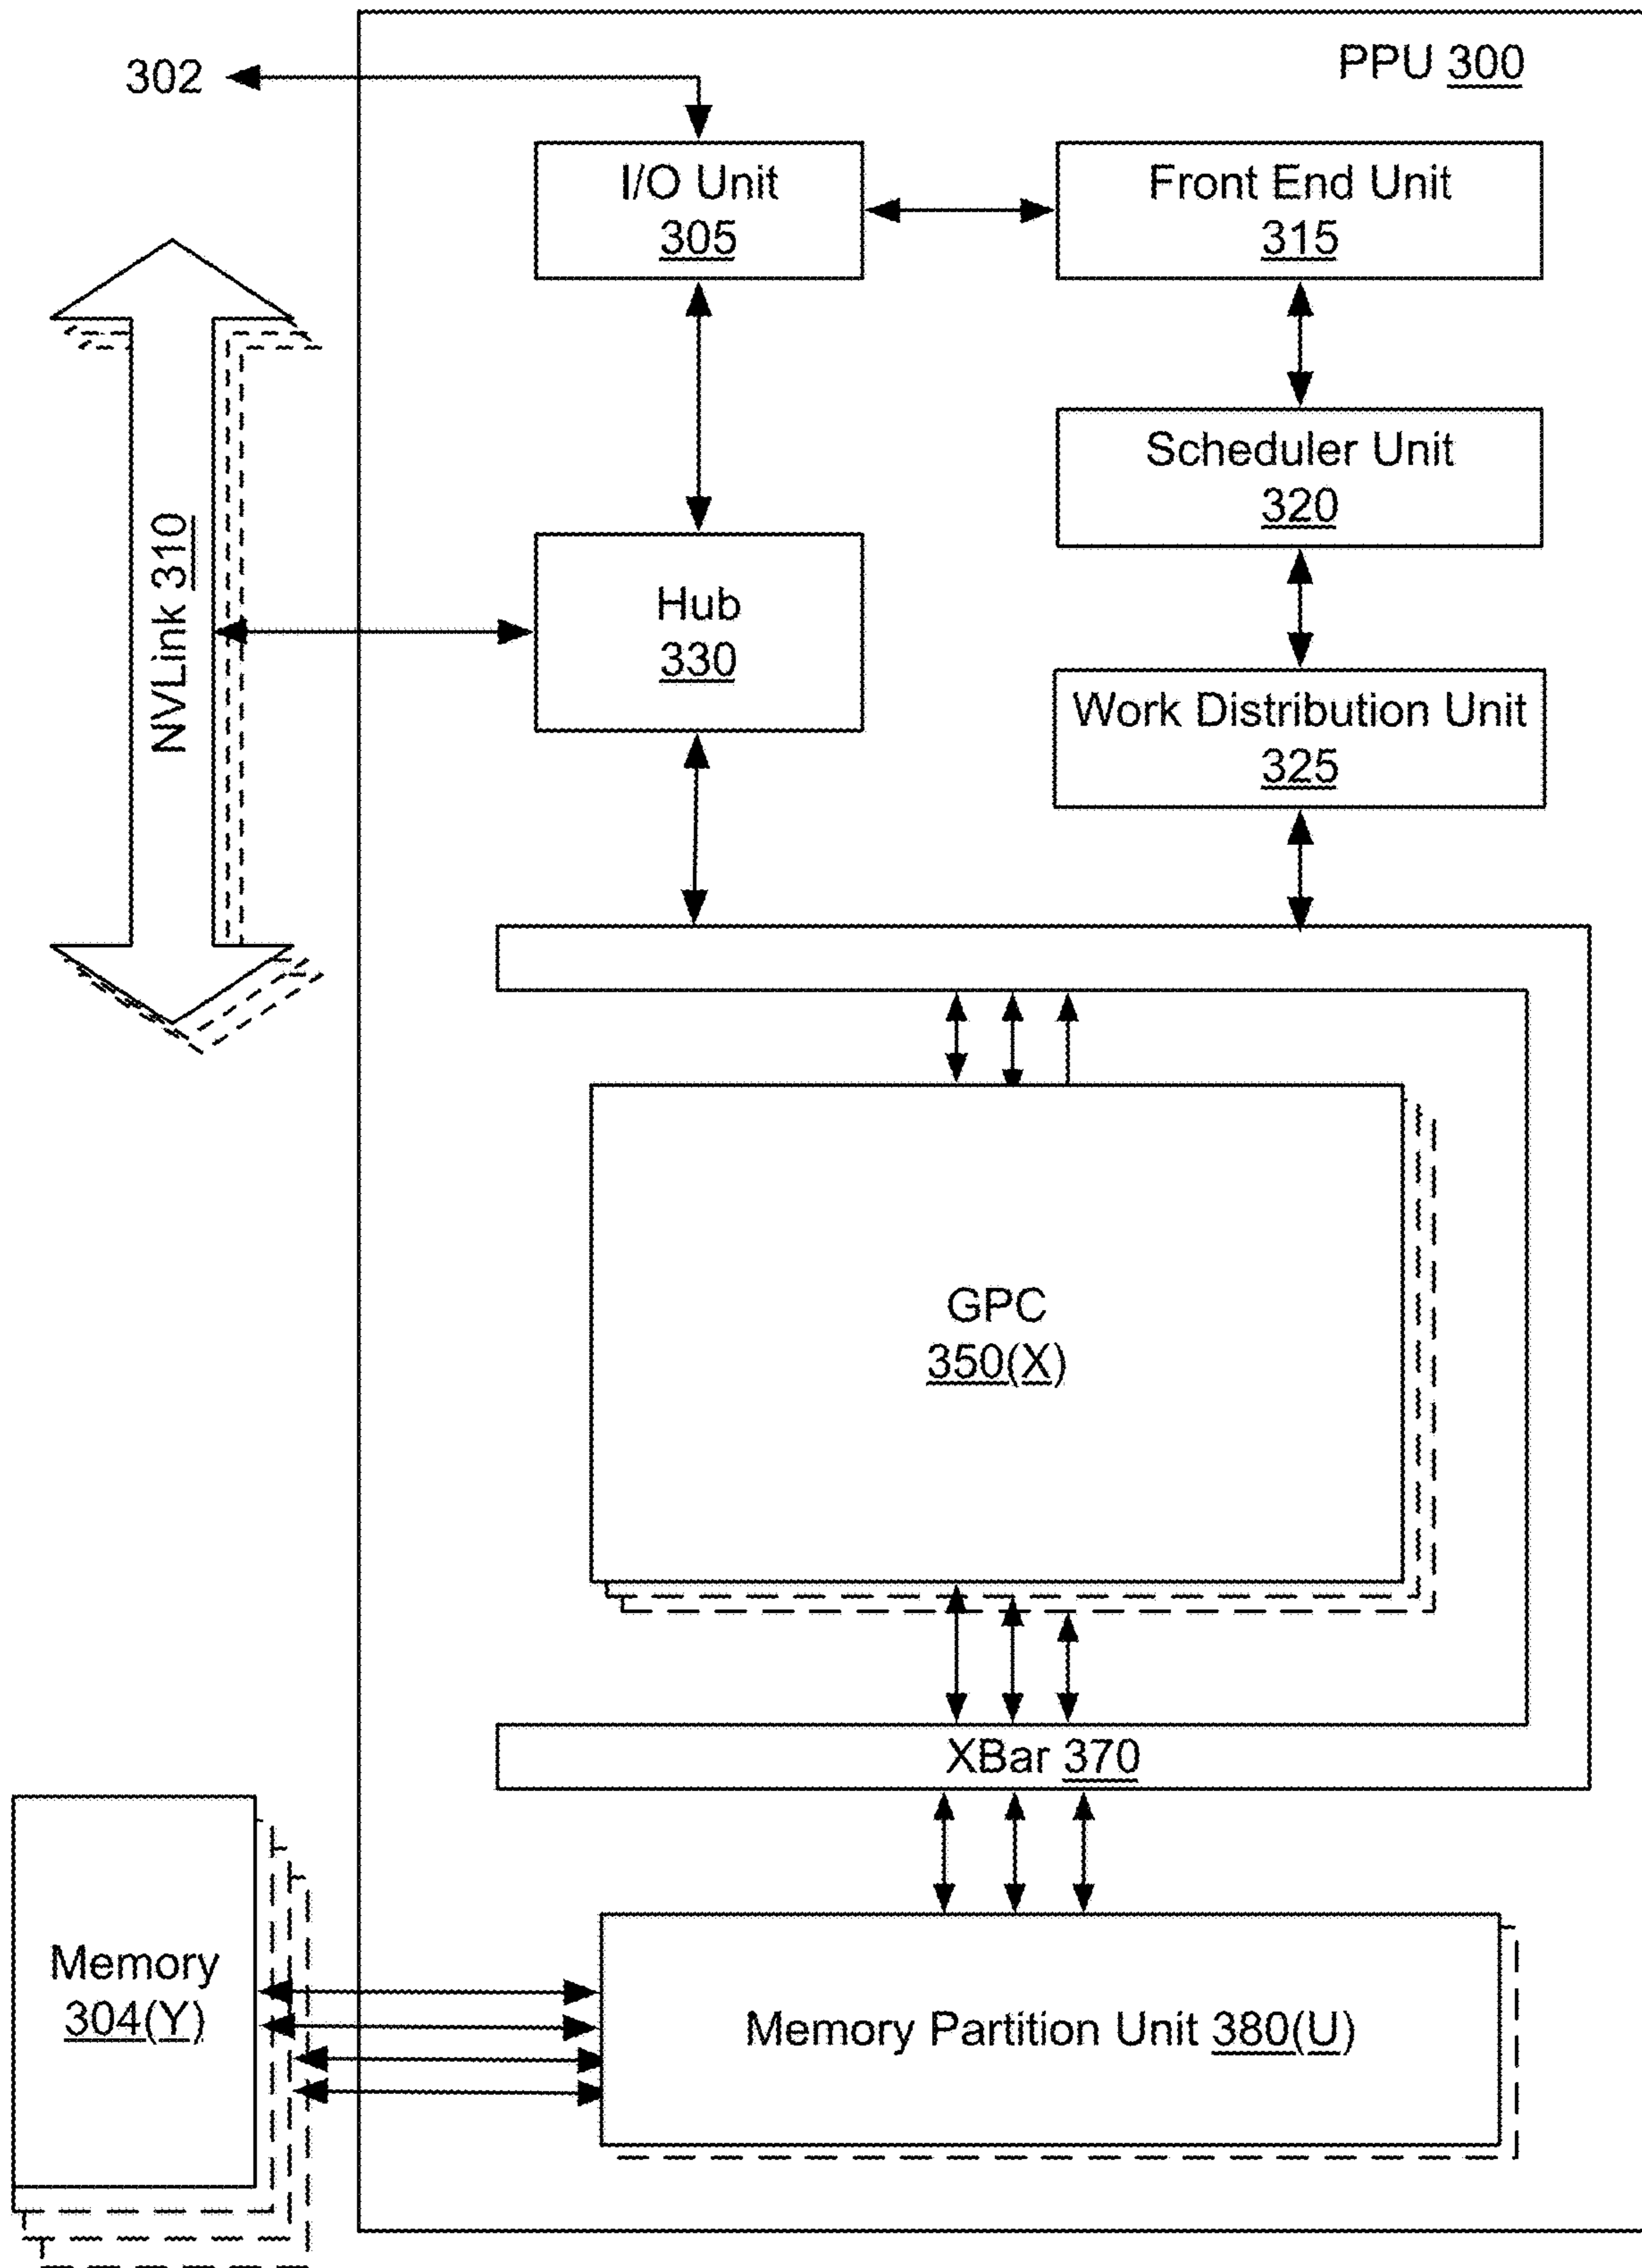 PPU 300
302
I/O Unit
305
Front End Unit
315
Scheduler Unit
320
NVLink 310
Hub
330
Work Distribution Unit
325
GPC
350(X)
XBar 370
Memory
304(Y)
Memory Partition Unit 380(U)